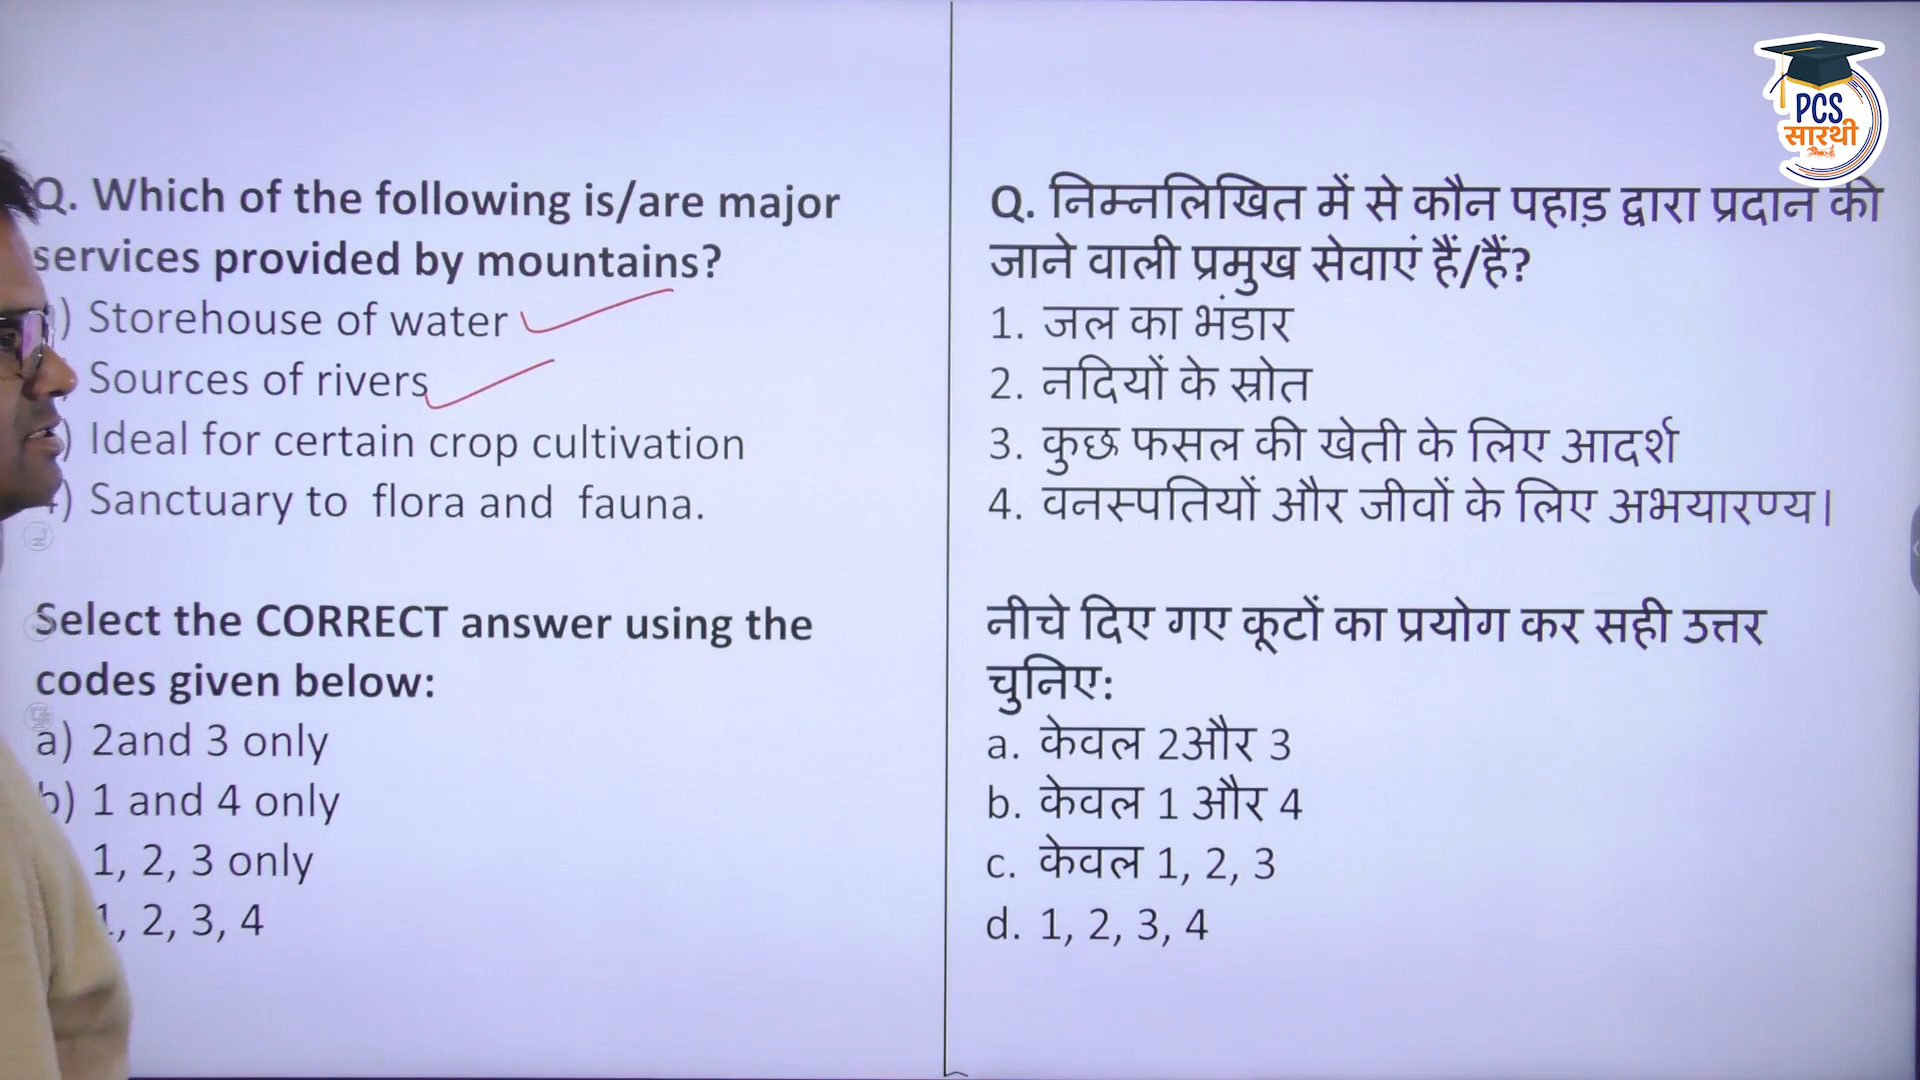 PCS
सारथी
Q. Which of the following is/are major
services provided by mountains?
) Storehouse of water
Sources of rivers
) Ideal for certain crop cultivation
) Sanctuary to flora and fauna.
Select the CORRECT answer using the
codes given below:
a) 2and 3 only
b) 1 and 4 only
1, 2, 3 only
1, 2, 3, 4
Q. निम्नलिखित में से कौन पहाड़ द्वारा प्रदान की
जाने वाली प्रमुख सेवाएं हैं/हैं?
1. जल का भंडार
2. नदियों के स्रोत
3. कुछ फसल की खेती के लिए आदर्श
4. वनस्पतियों और जीवों के लिए अभयारण्य।
नीचे दिए गए कूटों का प्रयोग कर सही उत्तर
चुनिए:
a. केवल 2और 3
b. केवल 1 और 4
c. केवल 1, 2, 3
d. 1, 2, 3, 4